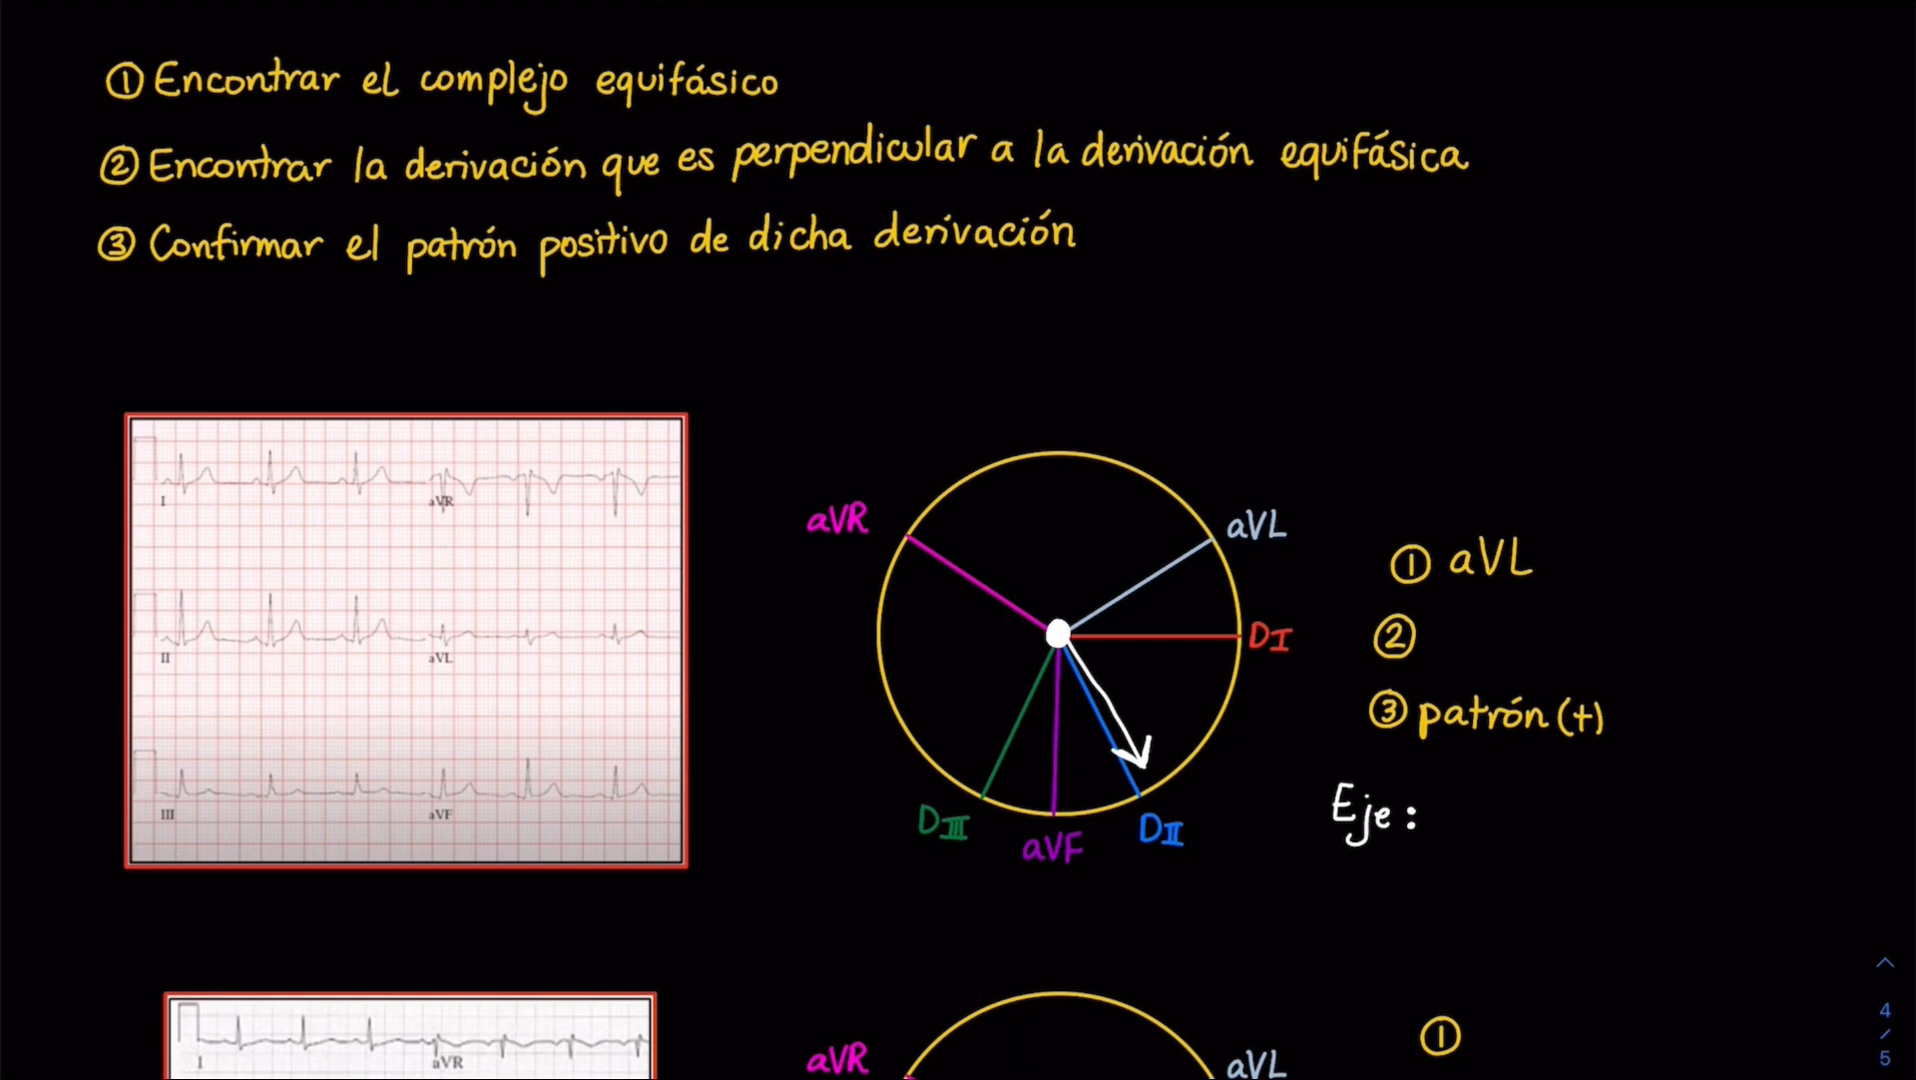 ① Encontrar el complejo equifásico
② Encontrar la derivación que es perpendicular a la derivación equifásica
③ Confirmar el patrón positivo de dicha derivación
I
aVR
II
aVL
III
aVF
aVR
aVL
DI
DIII
aVF
DII
① aVL
②
③ patrón (+)
Eje:
I
aVR
aVR
aVL
①
4
/
5